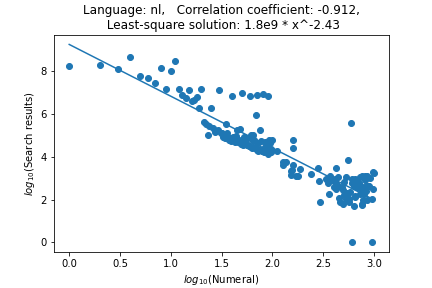 Language: nl,   Correlation coefficient: -0.912,
Least-square solution: 1.8e9 * x^-2.43
8
6
4
2
0
log₁₀(Search results)
0.0 0.5 1.0 1.5 2.0 2.5 3.0
log₁₀(Numeral)